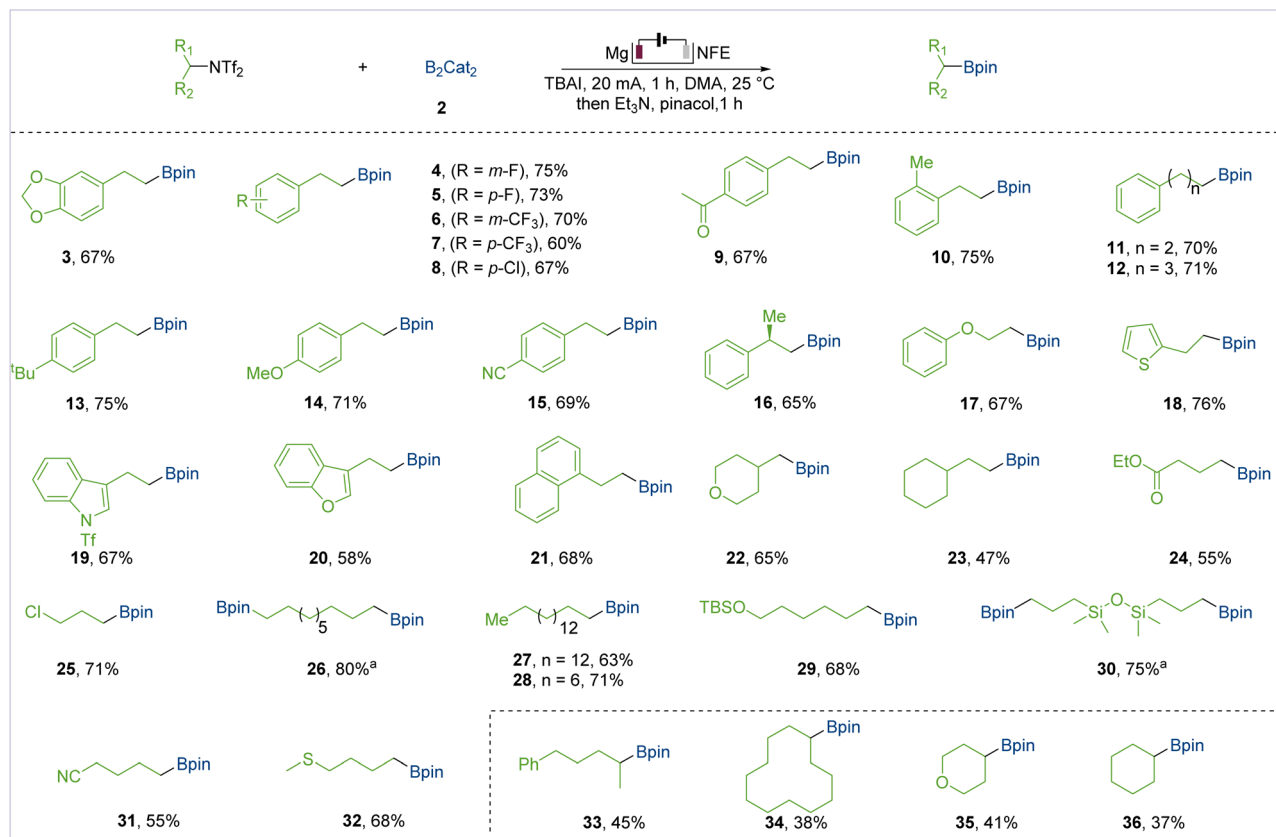 R1
NTf2
R2
+
B2Cat2
2
Mg
NFE
TBAI, 20 mA, 1 h, DMA, 25 °C
then Et3N, pinacol,1 h
R1
Bpin
R2
O
O
Bpin
3, 67%
R
Bpin
4, (R = m-F), 75%
5, (R = p-F), 73%
6, (R = m-CF3), 70%
7, (R = p-CF3), 60%
8, (R = p-Cl), 67%
O
Bpin
9, 67%
Me
Bpin
10, 75%
( )n
Bpin
11, n = 2, 70%
12, n = 3, 71%
tBu
Bpin
13, 75%
MeO
Bpin
14, 71%
NC
Bpin
15, 69%
Me
Bpin
16, 65%
O
Bpin
17, 67%
S
Bpin
18, 76%
N
Tf
Bpin
19, 67%
O
Bpin
20, 58%
Bpin
21, 68%
O
Bpin
22, 65%
Bpin
23, 47%
EtO
O
Bpin
24, 55%
Cl
Bpin
25, 71%
Bpin
( )5
Bpin
26, 80%a
Me
( )12
Bpin
27, n = 12, 63%
28, n = 6, 71%
TBSO
Bpin
29, 68%
Bpin
Si
O
Si
Bpin
30, 75%a
NC
Bpin
31, 55%
S
Bpin
32, 68%
Ph
Bpin
33, 45%
Bpin
34, 38%
O
Bpin
35, 41%
Bpin
36, 37%